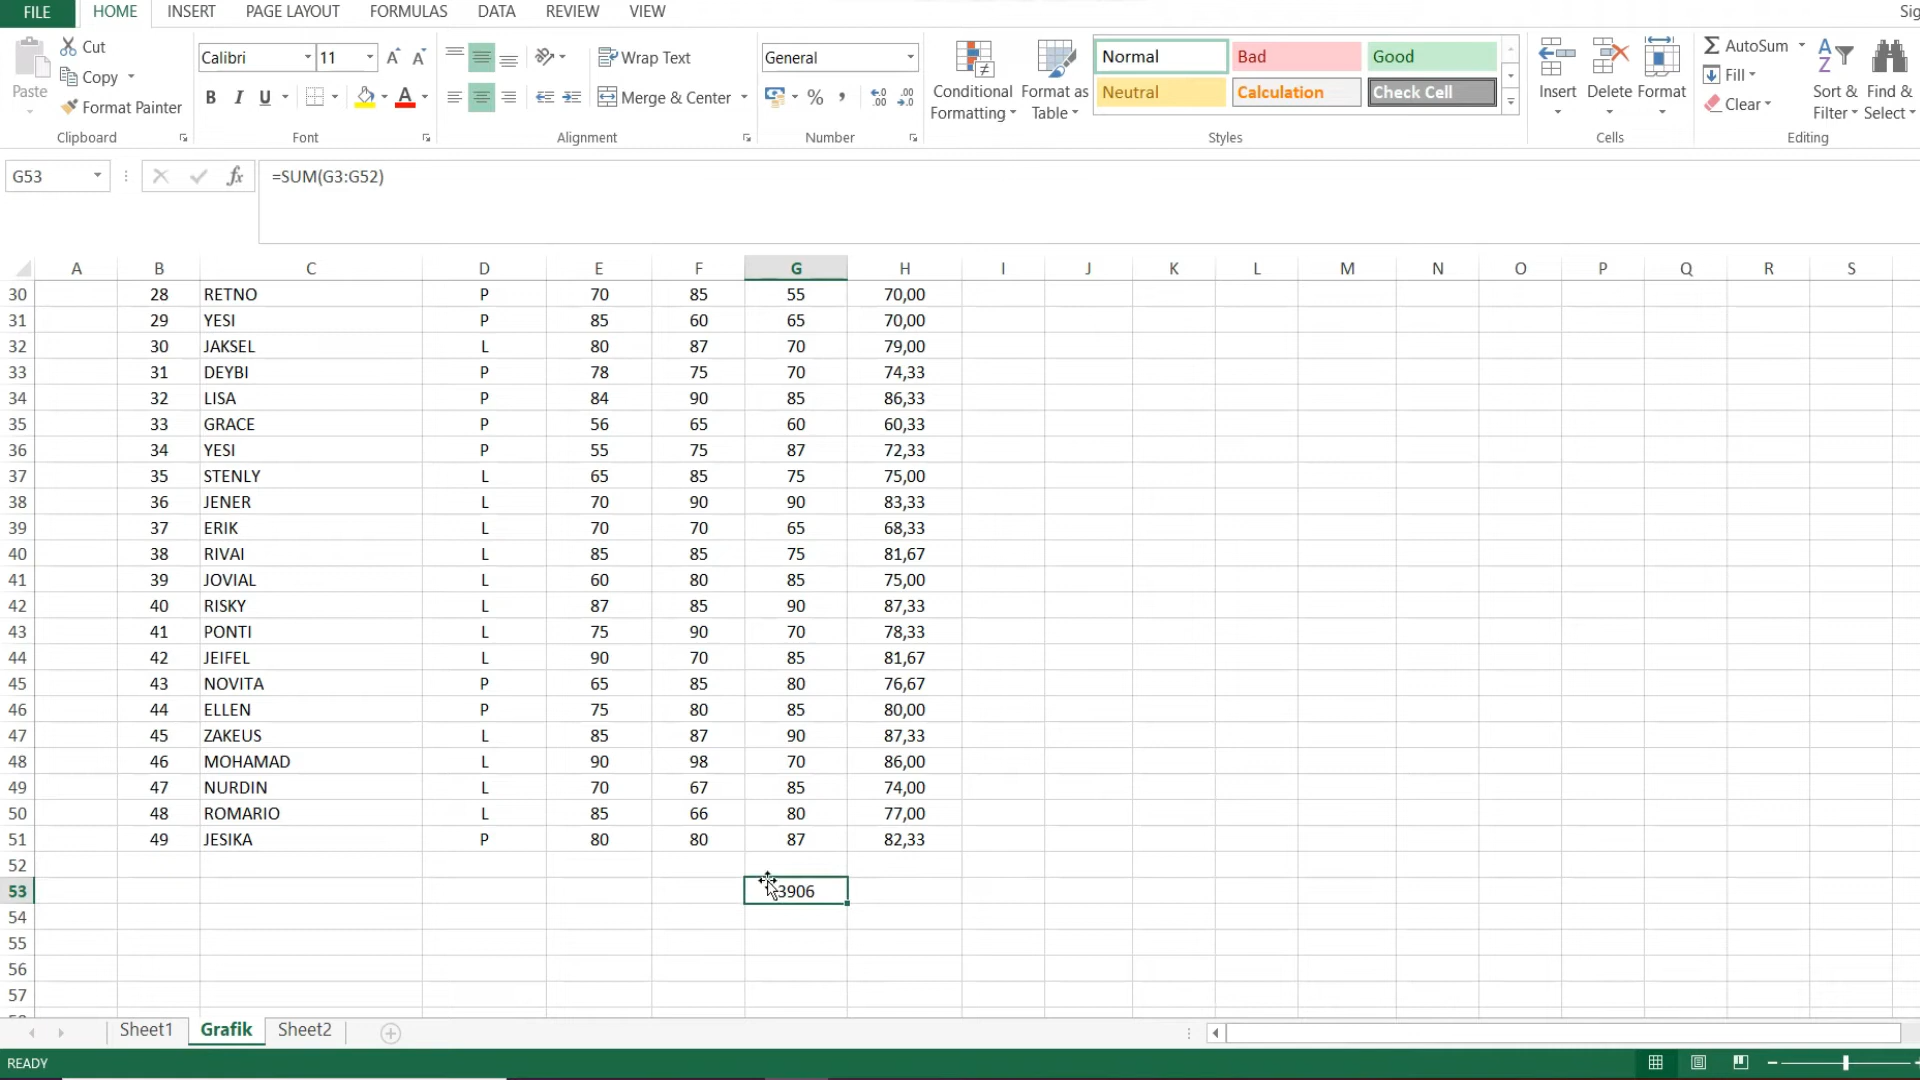 FILE HOME INSERT PAGE LAYOUT FORMULAS DATA REVIEW VIEW
Paste Cut Copy Format Painter Clipboard
Calibri 11 B I U A Font
Wrap Text Merge & Center Alignment
General % Number
Conditional Formatting Format as Table Normal Bad Good Neutral Calculation Check Cell Styles
Insert Delete Format Cells
AutoSum Fill Clear Sort & Filter Find & Select Editing
G53 fx =SUM(G3:G52)
A B C D E F G H I J K L M N O P Q R S
30 28 RETNO P 70 85 55 70,00
31 29 YESI P 85 60 65 70,00
32 30 JAKSEL L 80 87 70 79,00
33 31 DEYBI P 78 75 70 74,33
34 32 LISA P 84 90 85 86,33
35 33 GRACE P 56 65 60 60,33
36 34 YESI P 55 75 87 72,33
37 35 STENLY L 65 85 75 75,00
38 36 JENER L 70 90 90 83,33
39 37 ERIK L 70 70 65 68,33
40 38 RIVAI L 85 85 75 81,67
41 39 JOVIAL L 60 80 85 75,00
42 40 RISKY L 87 85 90 87,33
43 41 PONTI L 75 90 70 78,33
44 42 JEIFEL L 90 70 85 81,67
45 43 NOVITA P 65 85 80 76,67
46 44 ELLEN P 75 80 85 80,00
47 45 ZAKEUS L 85 87 90 87,33
48 46 MOHAMAD L 90 98 70 86,00
49 47 NURDIN L 70 67 85 74,00
50 48 ROMARIO L 85 66 80 77,00
51 49 JESIKA P 80 80 87 82,33
52
53 3906
54
55
56
57
Sheet1 Grafik Sheet2
READY